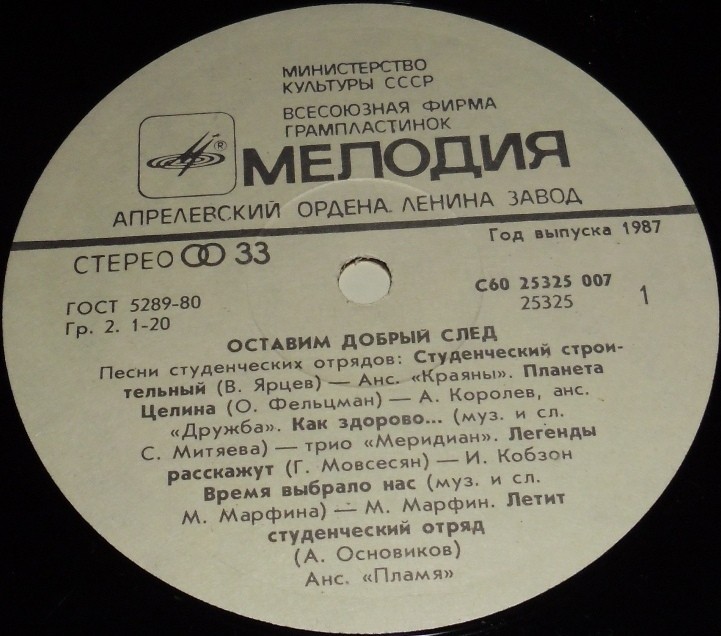 МИНИСТЕРСТВО
КУЛЬТУРЫ СССР
ВСЕСОЮЗНАЯ ФИРМА
ГРАМПЛАСТИНОК
®
МЕЛОДИЯ
АПРЕЛЕВСКИЙ ОРДЕНА ЛЕНИНА ЗАВОД
СТЕРЕО 33
Год выпуска 1987
ГОСТ 5289-80
Гр. 2. 1-20
С60 25325 007
25325
1
ОСТАВИМ ДОБРЫЙ СЛЕД
Песни студенческих отрядов: Студенческий строи-
тельный (В. Ярцев) — Анс. «Краяны». Планета
Целина (О. Фельцман) — А. Королев, анс.
«Дружба». Как здорово... (муз. и сл.
С. Митяева) — трио «Меридиан». Легенды
расскажут (Г. Мовсесян) — И. Кобзон
Время выбрало нас (муз. и сл.
М. Марфина) — М. Марфин. Летит
студенческий отряд
(А. Основиков)
Анс. «Пламя»